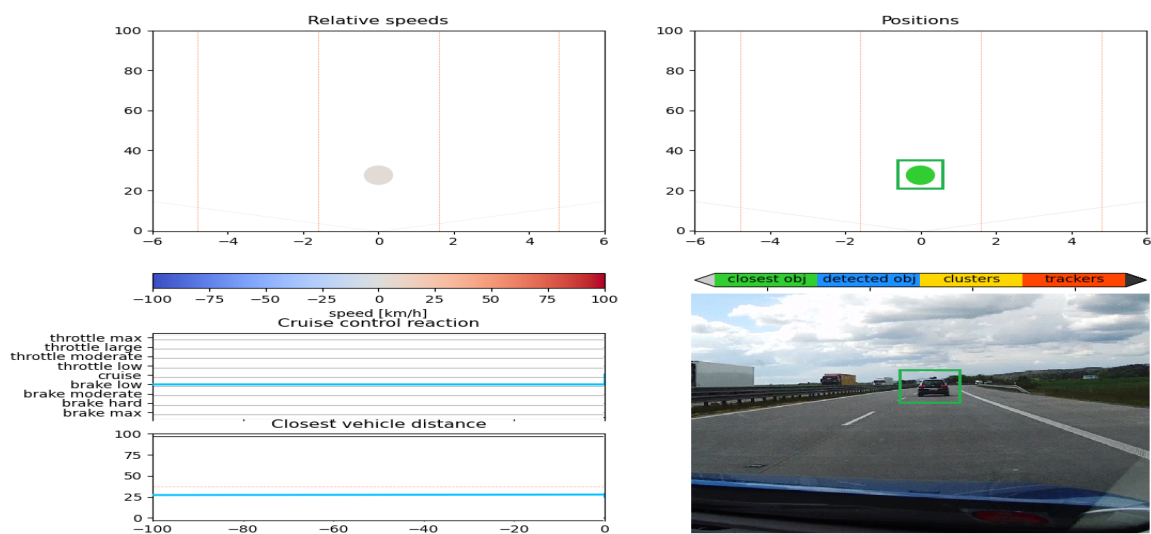 Relative speeds
100
80
60
40
20
0
−6 −4 −2 0 2 4 6
Positions
100
80
60
40
20
0
−6 −4 −2 0 2 4 6
−100 −75 −50 −25 0 25 50 75 100
speed [km/h]
closest obj detected obj clusters trackers
Cruise control reaction
throttle max
throttle large
throttle moderate
throttle low
cruise
brake low
brake moderate
brake hard
brake max
Closest vehicle distance
100
75
50
25
0
−100 −80 −60 −40 −20 0